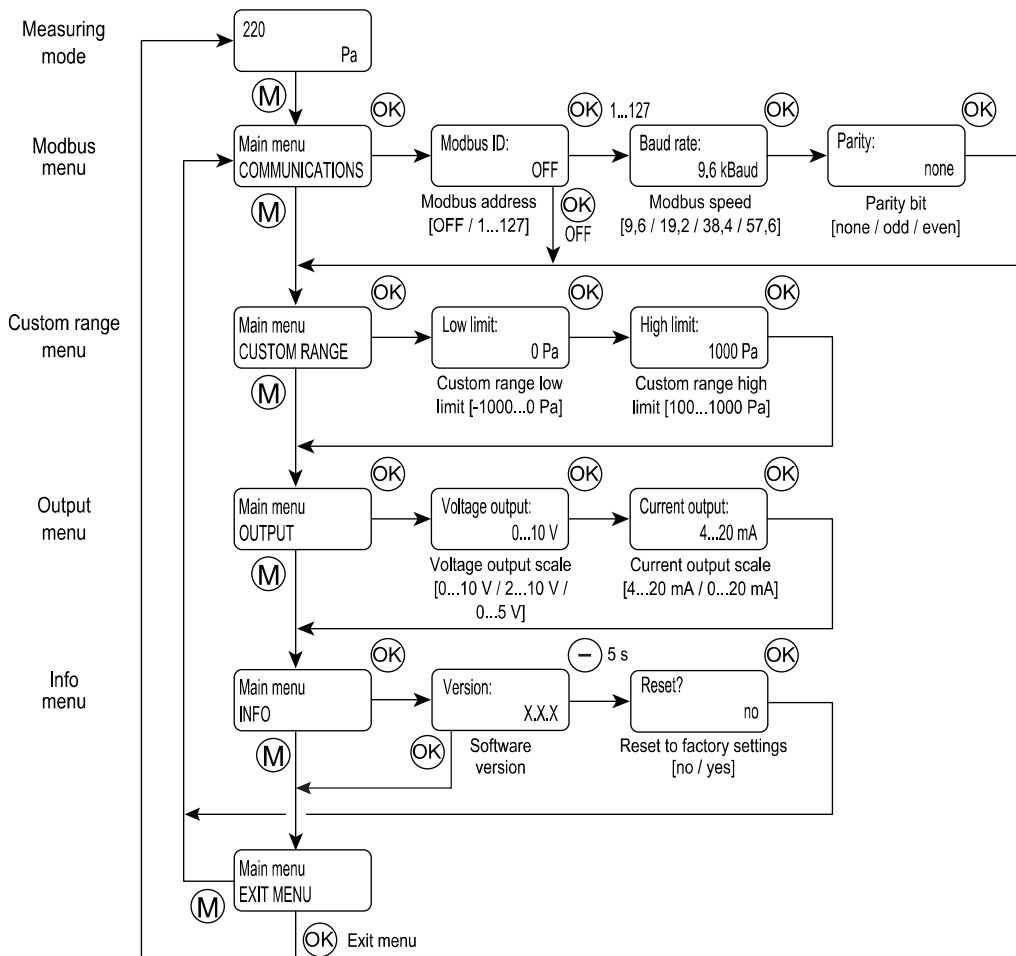 Measuring
mode
220
Pa
M
OK
OK 1...127
OK
OK
Modbus
menu
Main menu
COMMUNICATIONS
Modbus ID:
OFF
Baud rate:
9.6 kBaud
Parity:
none
M
Modbus address
[OFF / 1...127]
OK
OFF
Modbus speed
[9,6 / 19,2 / 38,4 / 57,6]
Parity bit
[none / odd / even]
OK
OK
OK
Custom range
menu
Main menu
CUSTOM RANGE
Low limit:
0 Pa
High limit:
1000 Pa
M
Custom range low
limit [-1000...0 Pa]
Custom range high
limit [100...1000 Pa]
OK
OK
OK
Output
menu
Main menu
OUTPUT
Voltage output:
0...10 V
Current output:
4...20 mA
M
Voltage output scale
[0...10 V / 2...10 V /
0...5 V]
Current output scale
[4...20 mA / 0...20 mA]
OK
– 5 s
OK
Info
menu
Main menu
INFO
Version:
X.X.X
Reset?
no
M
OK
Software
version
Reset to factory settings
[no / yes]
Main menu
EXIT MENU
M
OK Exit menu